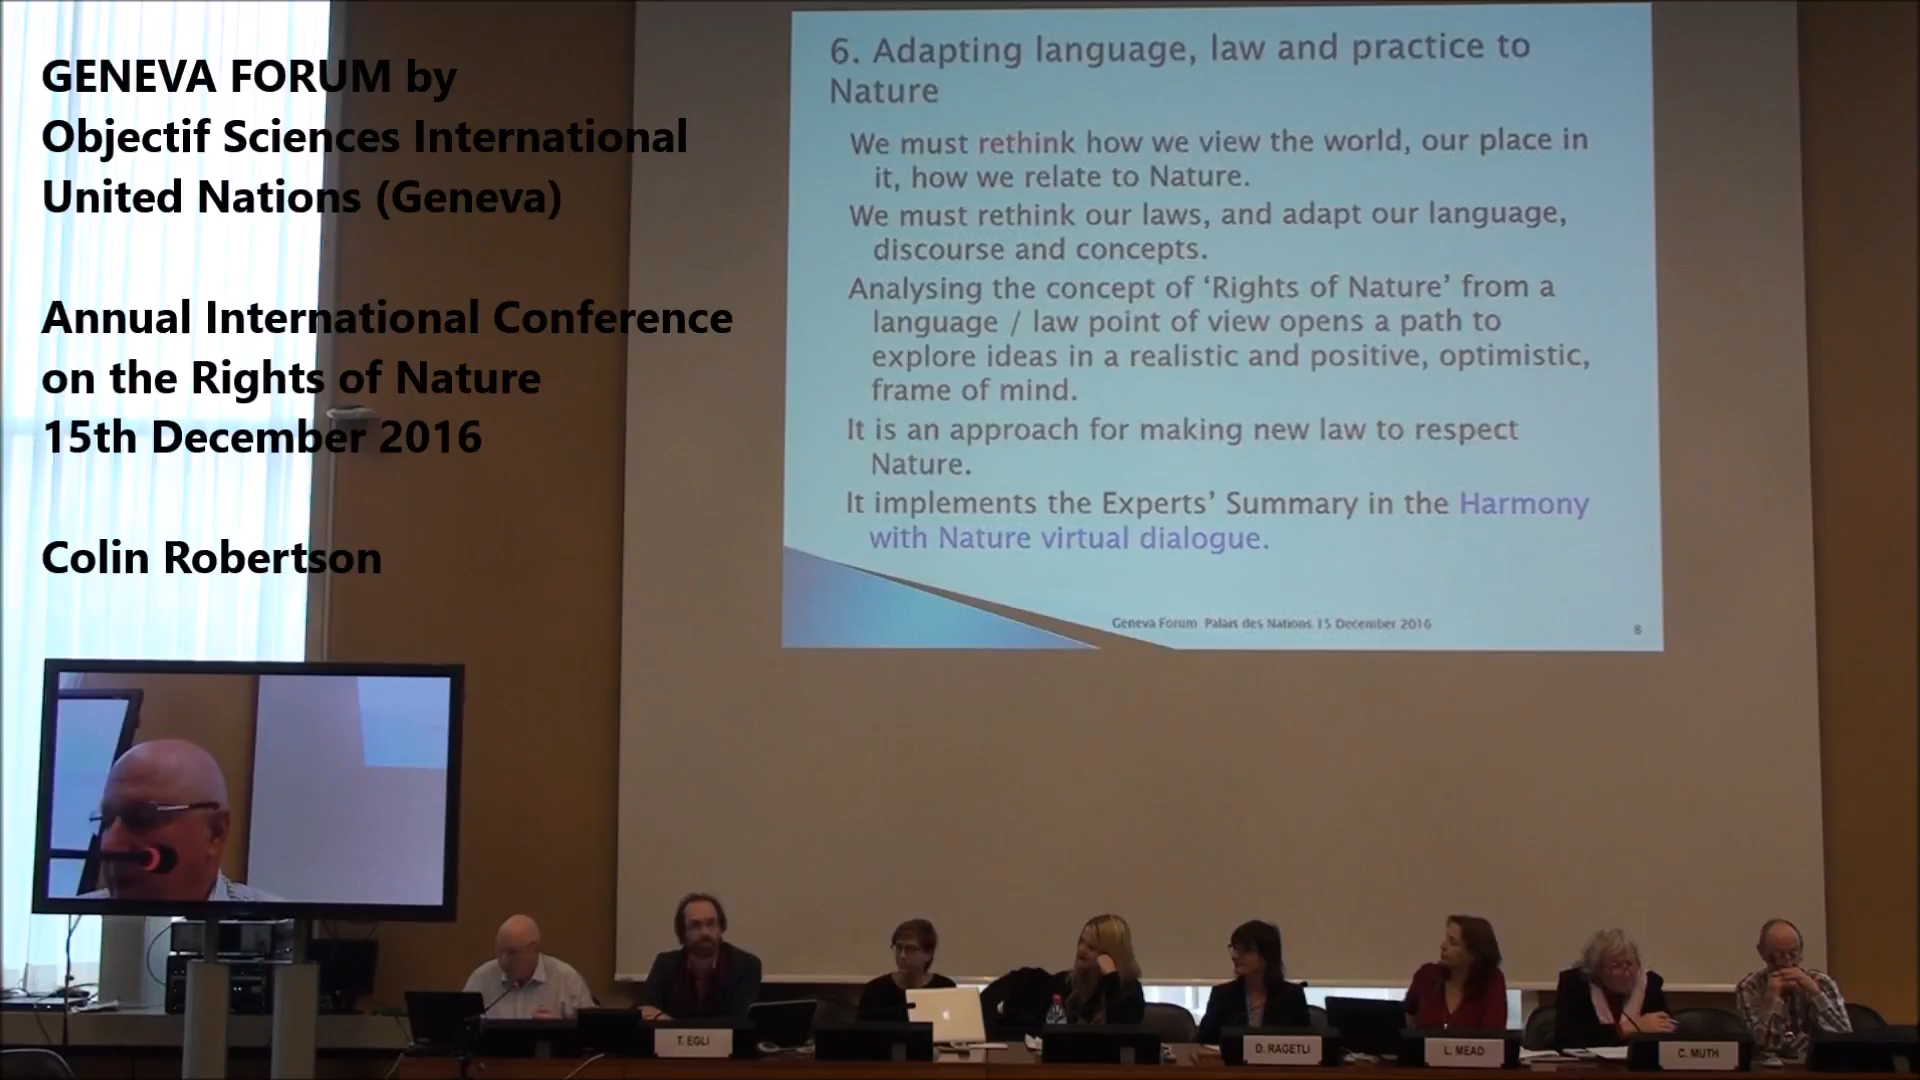 GENEVA FORUM by
Objectif Sciences International
United Nations (Geneva)
Annual International Conference
on the Rights of Nature
15th December 2016
Colin Robertson
6. Adapting language, law and practice to
Nature
We must rethink how we view the world, our place in
it, how we relate to Nature.
We must rethink our laws, and adapt our language,
discourse and concepts.
Analysing the concept of ‘Rights of Nature’ from a
language / law point of view opens a path to
explore ideas in a realistic and positive, optimistic,
frame of mind.
It is an approach for making new law to respect
Nature.
It implements the Experts’ Summary in the Harmony
with Nature virtual dialogue.
Geneva Forum Palais des Nations 15 December 2016
8
T. EGLI
D. RAGETLI
L. MEAD
C. MUTH